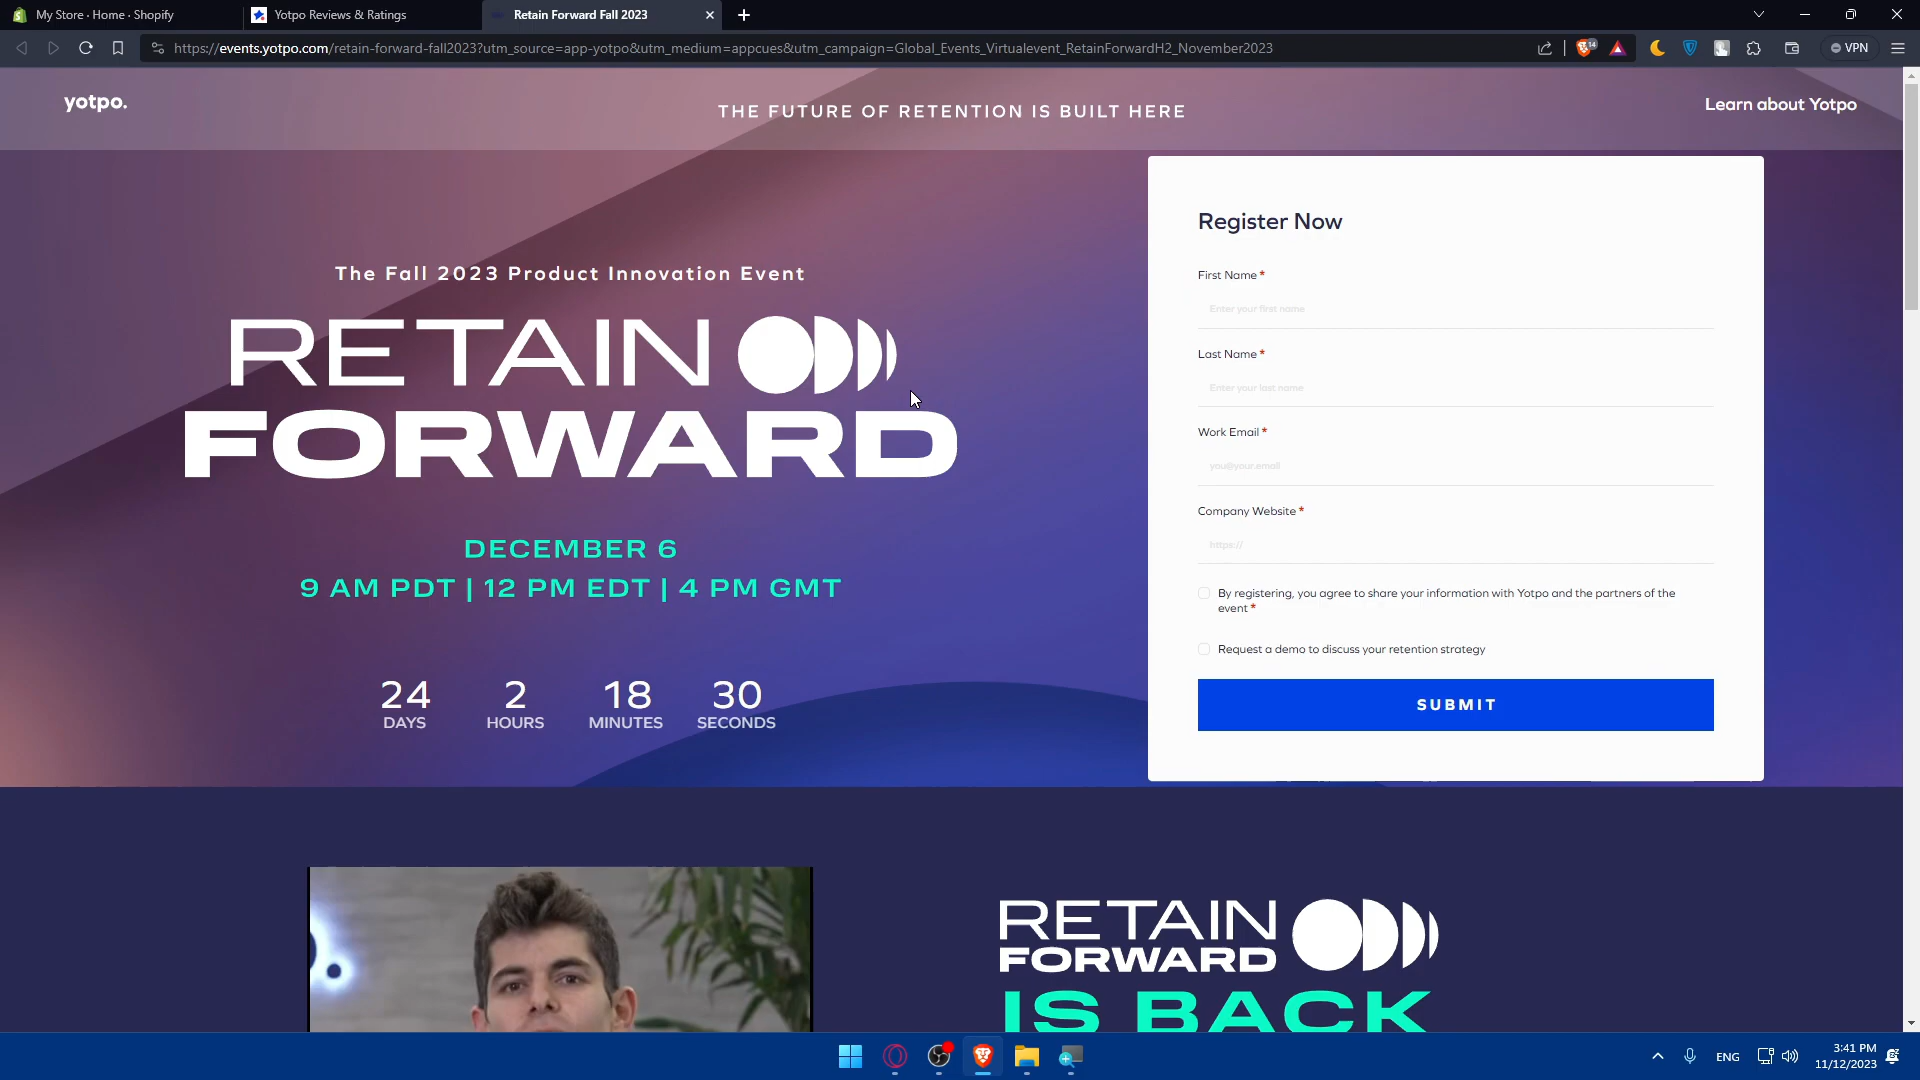 My Store · Home · Shopify
Yotpo Reviews & Ratings
Retain Forward Fall 2023
https://events.yotpo.com/retain-forward-fall2023?utm_source=app-yotpo&utm_medium=appcues&utm_campaign=Global_Events_Virtualevent_RetainForwardH2_November2023
14
VPN
yotpo.
THE FUTURE OF RETENTION IS BUILT HERE
Learn about Yotpo
The Fall 2023 Product Innovation Event
RETAIN
FORWARD
DECEMBER 6
9 AM PDT | 12 PM EDT | 4 PM GMT
24 2 18 30
DAYS HOURS MINUTES SECONDS
Register Now
First Name *
Enter your first name
Last Name *
Enter your last name
Work Email *
you@your.email
Company Website *
https://
By registering, you agree to share your information with Yotpo and the partners of the
event *
Request a demo to discuss your retention strategy
SUBMIT
RETAIN
FORWARD
IS BACK
ENG
3:41 PM
11/12/2023